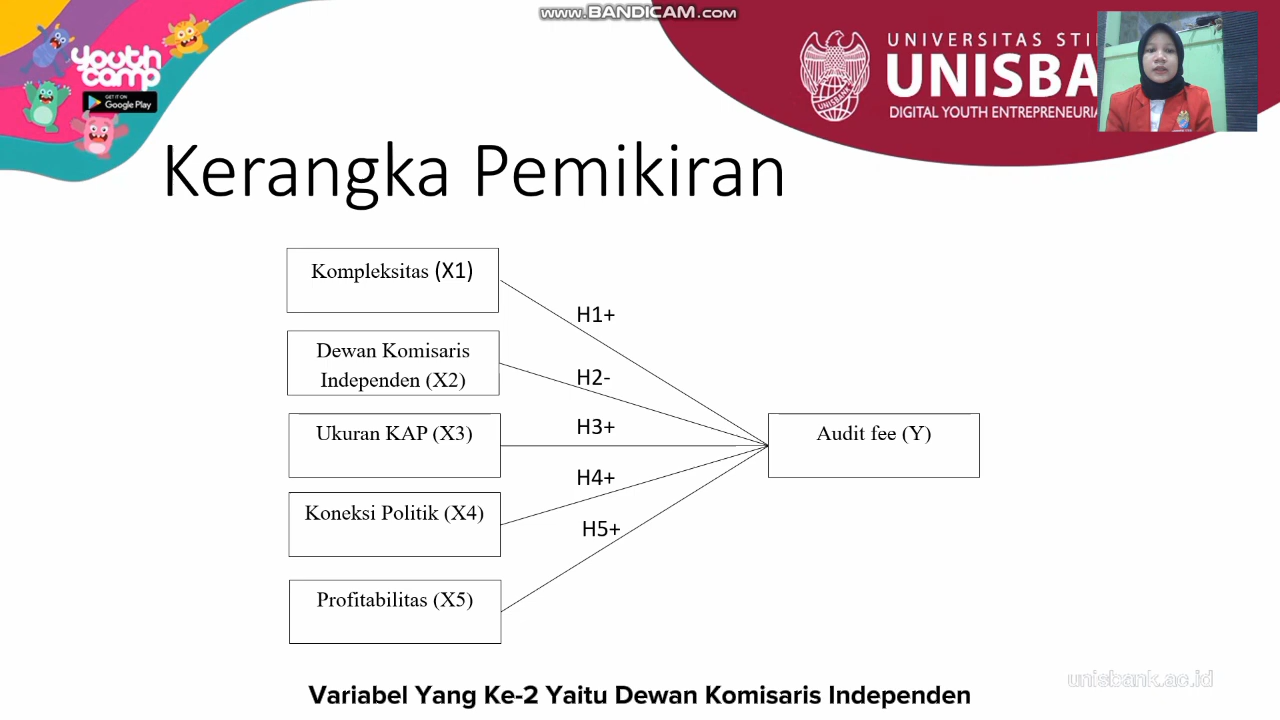 www.BANDICAM.com
youth
camp
GET IT ON
Google Play
UNIVERSITAS STI
UNISBA
DIGITAL YOUTH ENTREPRENEURIA
UNISBANK
Kerangka Pemikiran
Kompleksitas (X1)
H1+
Dewan Komisaris
Independen (X2)
H2-
Ukuran KAP (X3)
H3+
Audit fee (Y)
Koneksi Politik (X4)
H4+
H5+
Profitabilitas (X5)
unisbank.ac.id
Variabel Yang Ke-2 Yaitu Dewan Komisaris Independen